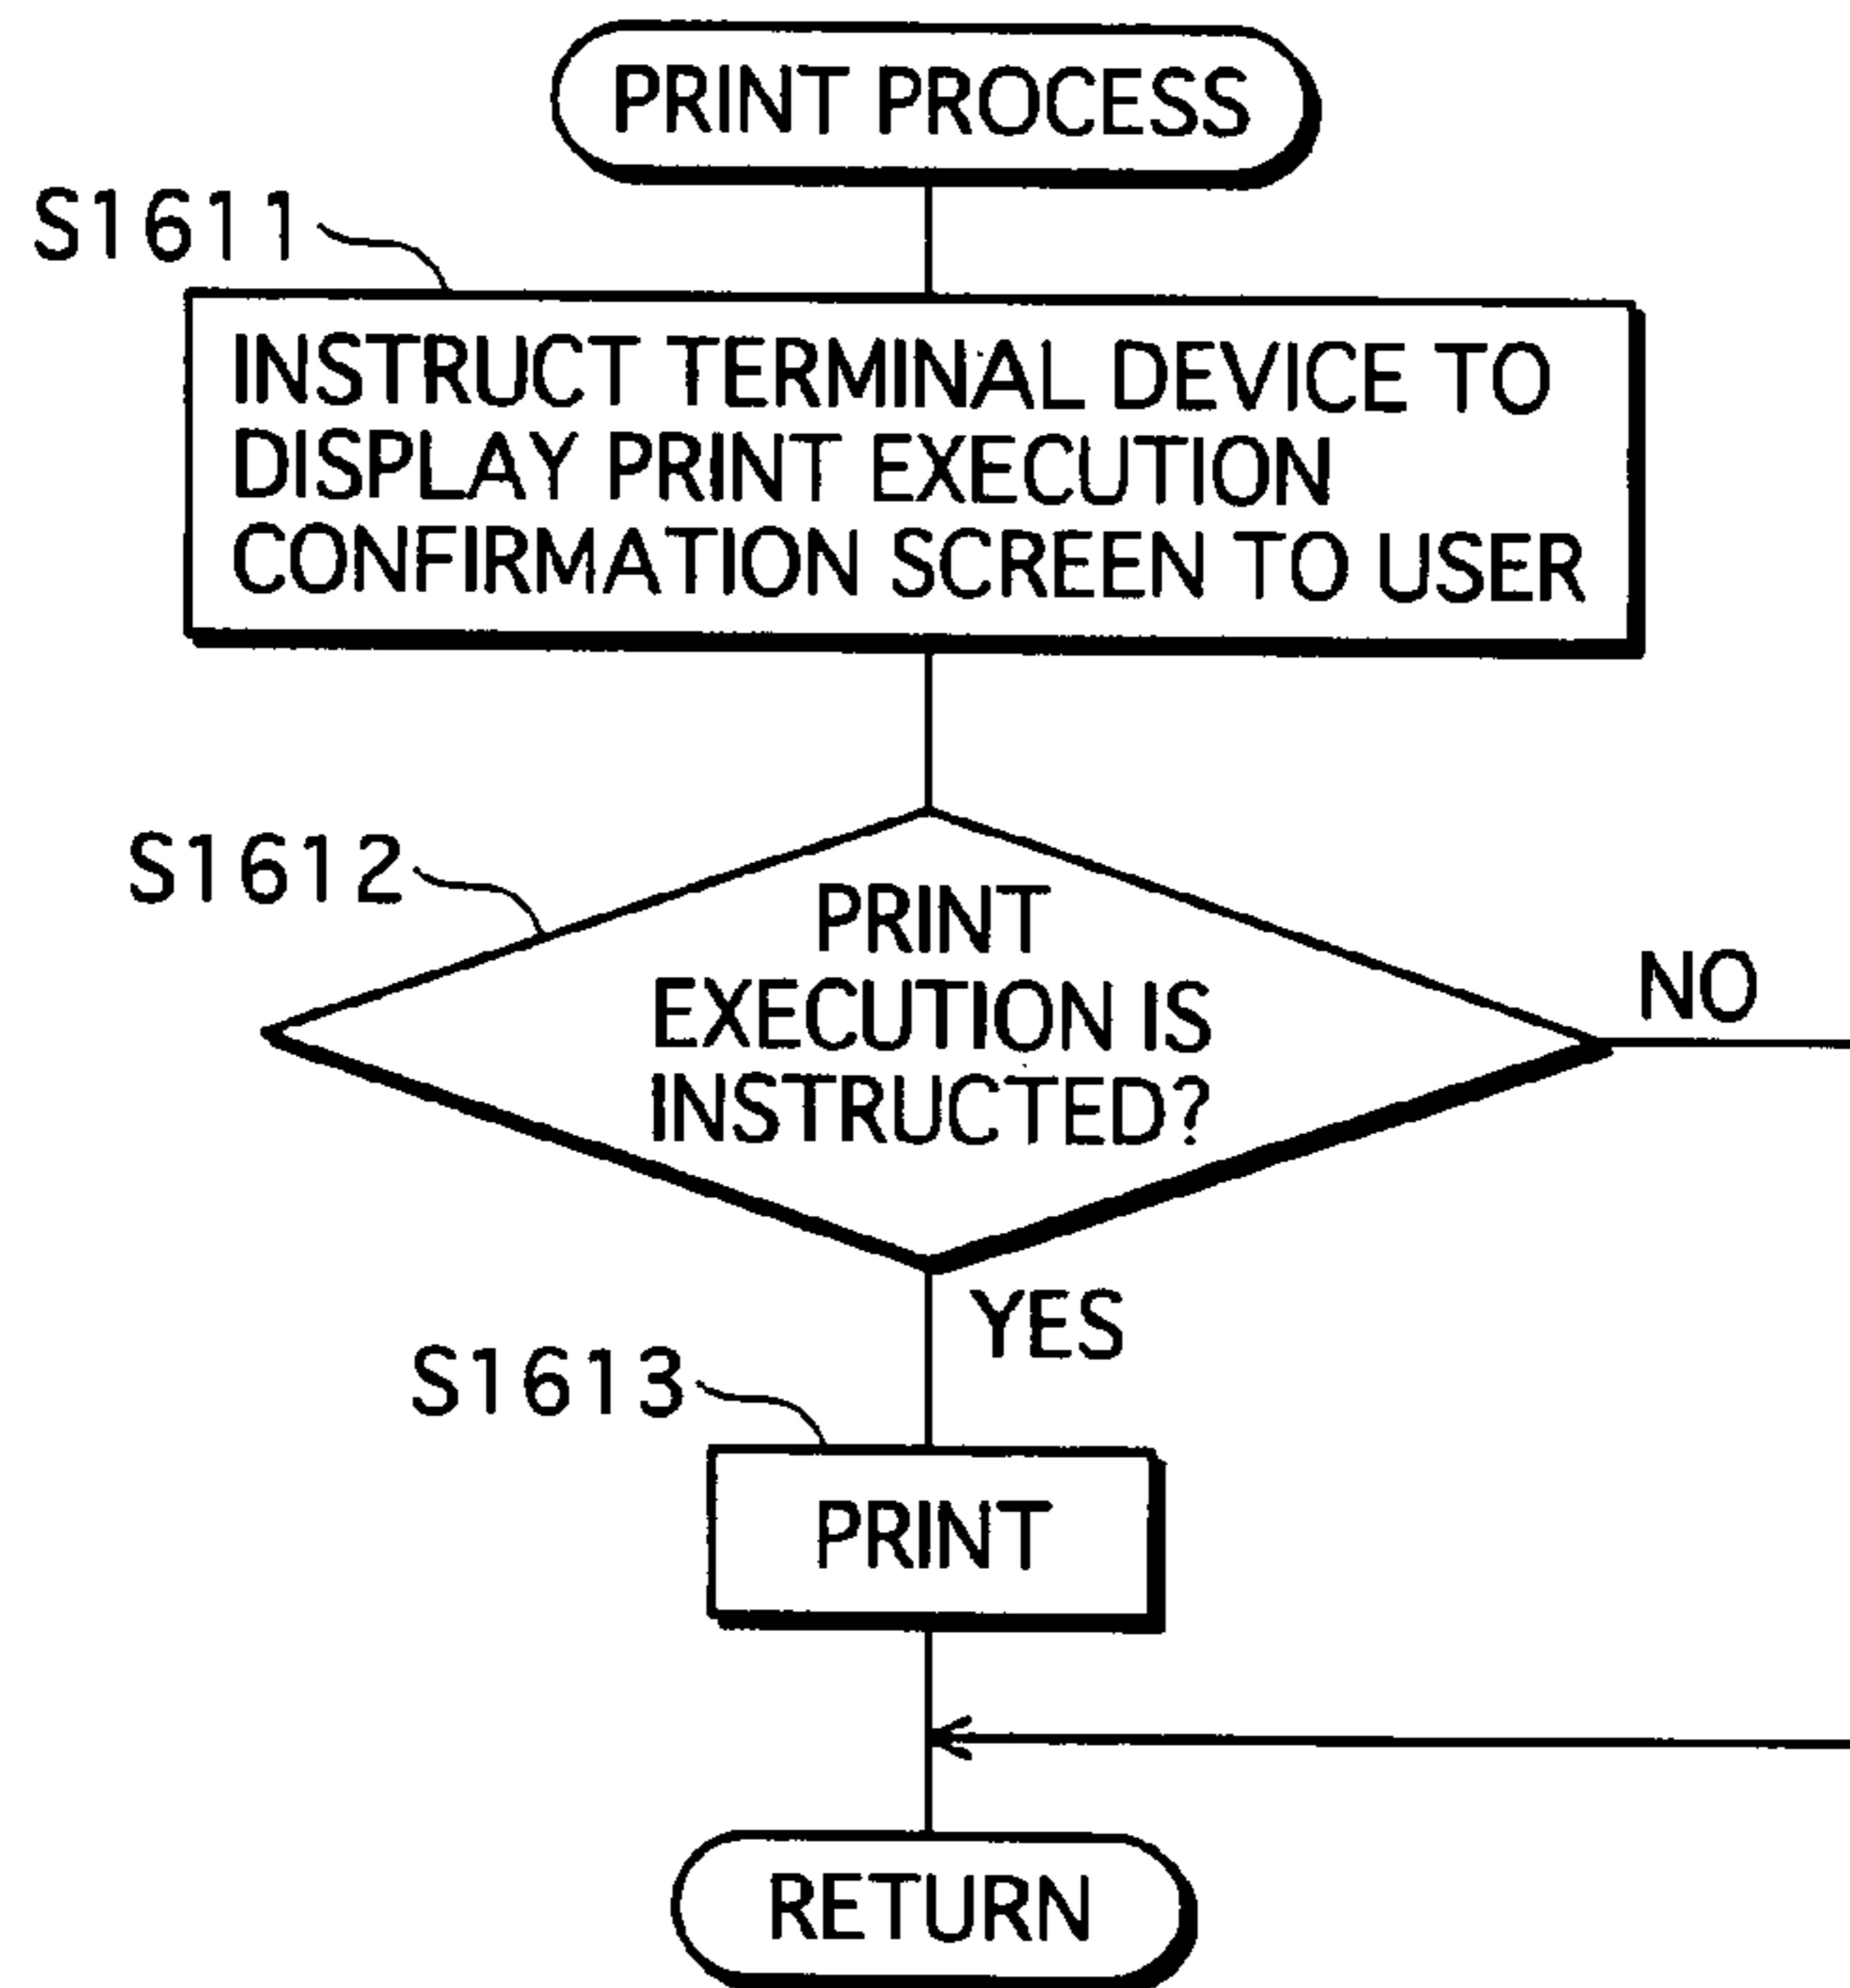 PRINT PROCESS
S1611
INSTRUCT TERMINAL DEVICE TO
DISPLAY PRINT EXECUTION
CONFIRMATION SCREEN TO USER
S1612
PRINT
EXECUTION IS
INSTRUCTED?
NO
YES
S1613
PRINT
RETURN